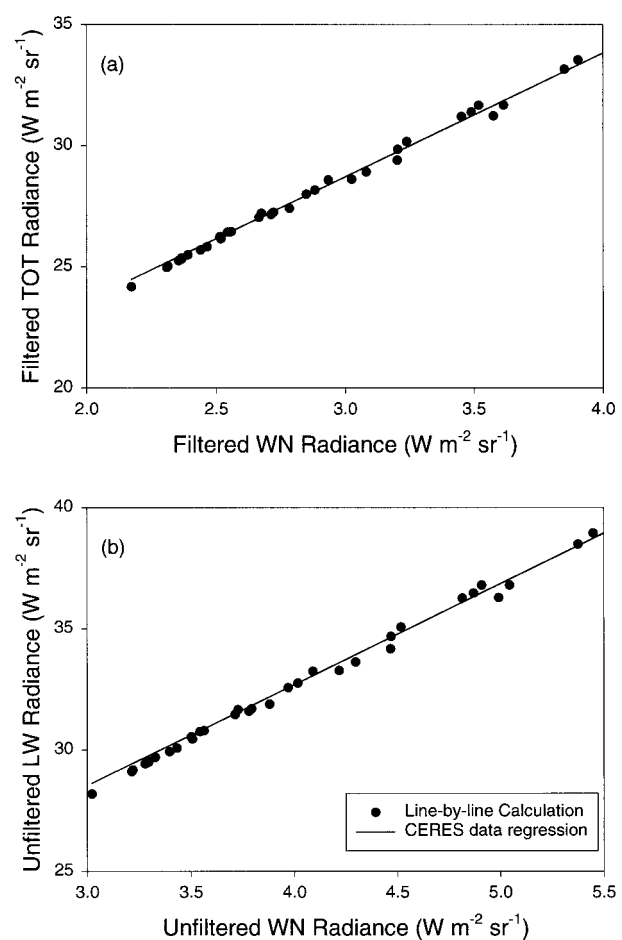 35
(a)
30
25
20
2.0 2.5 3.0 3.5 4.0
Filtered TOT Radiance (W m-2 sr-1)
Filtered WN Radiance (W m-2 sr-1)
40
(b)
35
30
25
Line-by-line Calculation
CERES data regression
3.0 3.5 4.0 4.5 5.0 5.5
Unfiltered LW Radiance (W m-2 sr-1)
Unfiltered WN Radiance (W m-2 sr-1)